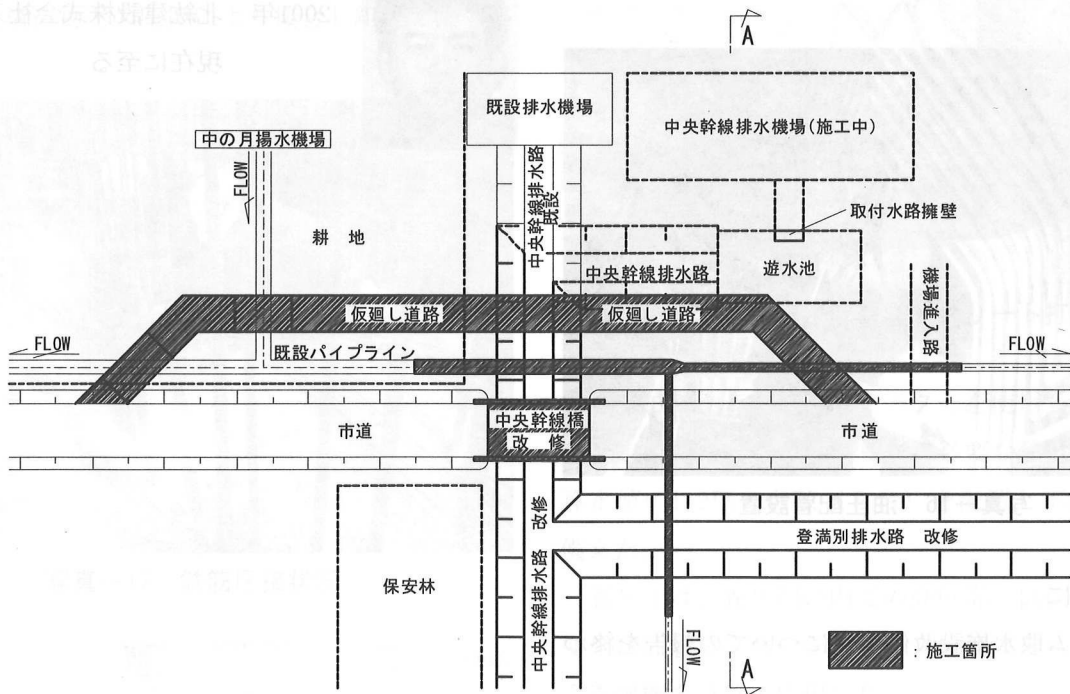 A
既設排水機場
中央幹線排水機場(施工中)
中の月揚水機場
FLOW
中央幹線排水路
既設
取付水路擁壁
耕 地
遊水池
中央幹線排水路
機場進入路
仮廻し道路
仮廻し道路
FLOW
既設パイプライン
FLOW
市道
中央幹線橋
改 修
市道
中央幹線排水路 改修
登満別排水路 改修
保安林
FLOW
:施工箇所
A